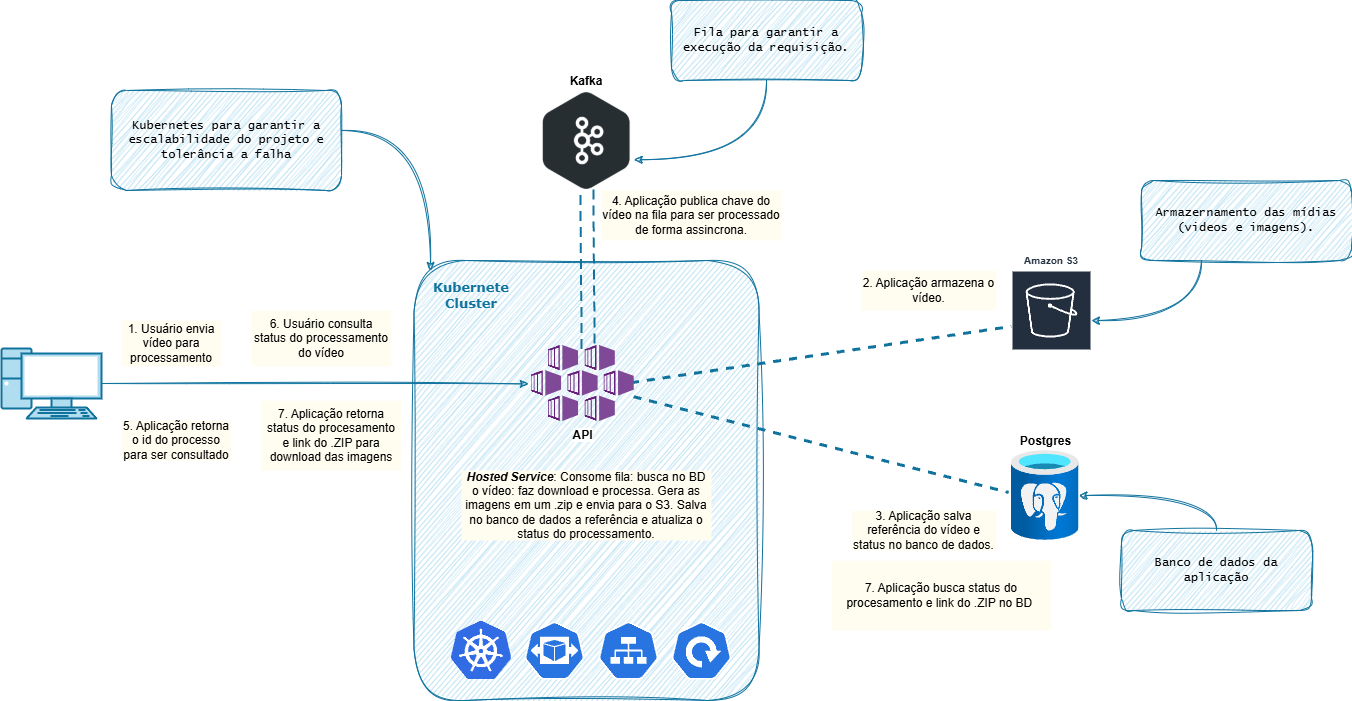 Fila para garantir a
execução da requisição.
Kafka
Kubernetes para garantir a
escalabilidade do projeto e
tolerância a falha
4. Aplicação publica chave do
vídeo na fila para ser processado
de forma assincrona.
Armazernamento das mídias
(videos e imagens).
Amazon S3
Kubernete
Cluster
2. Aplicação armazena o
vídeo.
1. Usuário envia
vídeo para
processamento
6. Usuário consulta
status do processamento
do vídeo
5. Aplicação retorna
o id do processo
para ser consultado
7. Aplicação retorna
status do procesamento
e link do .ZIP para
download das imagens
API
Postgres
Hosted Service: Consome fila: busca no BD
o vídeo: faz download e processa. Gera as
imagens em um .zip e envia para o S3. Salva
no banco de dados a referência e atualiza o
status do processamento.
3. Aplicação salva
referência do vídeo e
status no banco de dados.
Banco de dados da
aplicação
7. Aplicação busca status do
procesamento e link do .ZIP no BD